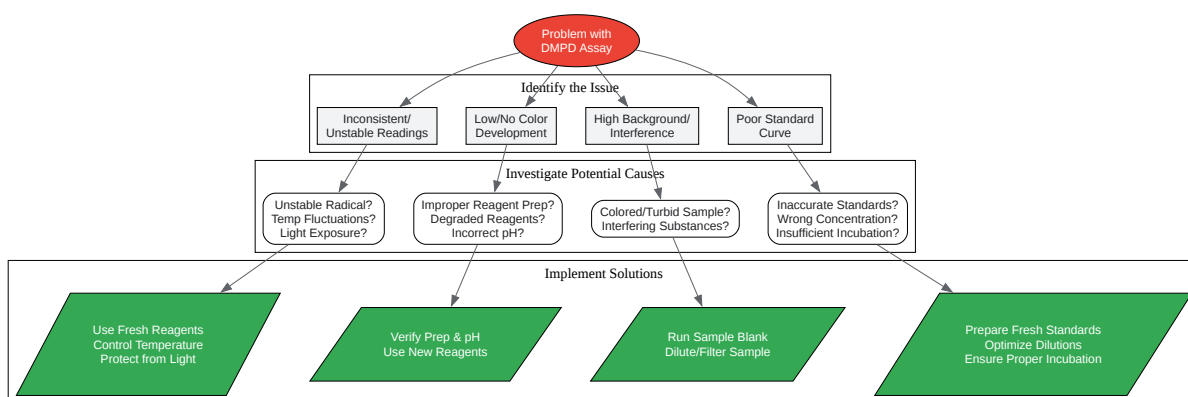 Problem with
DMPD Assay
Identify the Issue
Inconsistent/
Unstable Readings
Low/No Color
Development
High Background/
Interference
Poor Standard
Curve
Investigate Potential Causes
Unstable Radical?
Temp Fluctuations?
Light Exposure?
Improper Reagent Prep?
Degraded Reagents?
Incorrect pH?
Colored/Turbid Sample?
Interfering Substances?
Inaccurate Standards?
Wrong Concentration?
Insufficient Incubation?
Implement Solutions
Use Fresh Reagents
Control Temperature
Protect from Light
Verify Prep & pH
Use New Reagents
Run Sample Blank
Dilute/Filter Sample
Prepare Fresh Standards
Optimize Dilutions
Ensure Proper Incubation